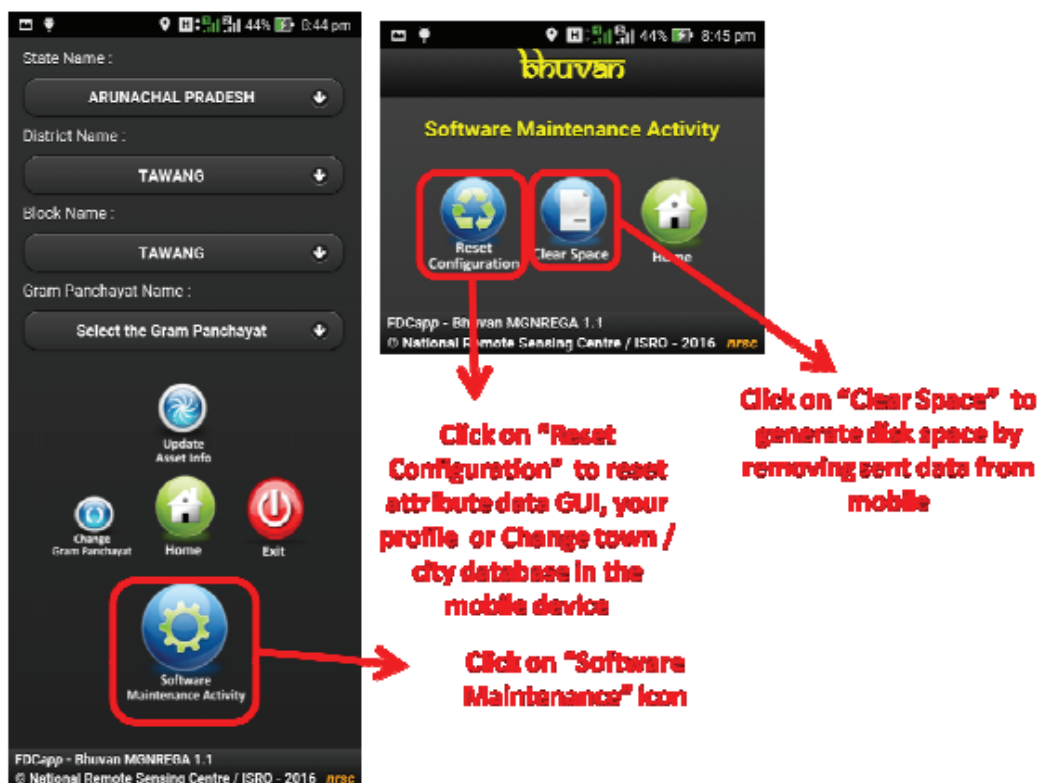 44% 8:44 pm
State Name :
ARUNACHAL PRADESH
District Name :
TAWANG
Block Name :
TAWANG
Gram Panchayat Name :
Select the Gram Panchayat
Update
Asset Info
Change
Gram Panchayat
Home
Exit
Software
Maintenance Activity
FDCapp - Bhuvan MGNREGA 1.1
© National Remote Sensing Centre / ISRO - 2016 nrsc
H 44% 8:45 pm
bhuvan
Software Maintenance Activity
Reset
Configuration
Clear Space
Home
FDCapp - Bhuvan MGNREGA 1.1
© National Remote Sensing Centre / ISRO - 2016 nrsc
Click on "Reset
Configuration" to reset
attribute data GUI, your
profile or Change town /
city database in the
mobile device
Click on "Clear Space" to
generate disk space by
removing sent data from
mobile
Click on "Software
Maintenance" icon